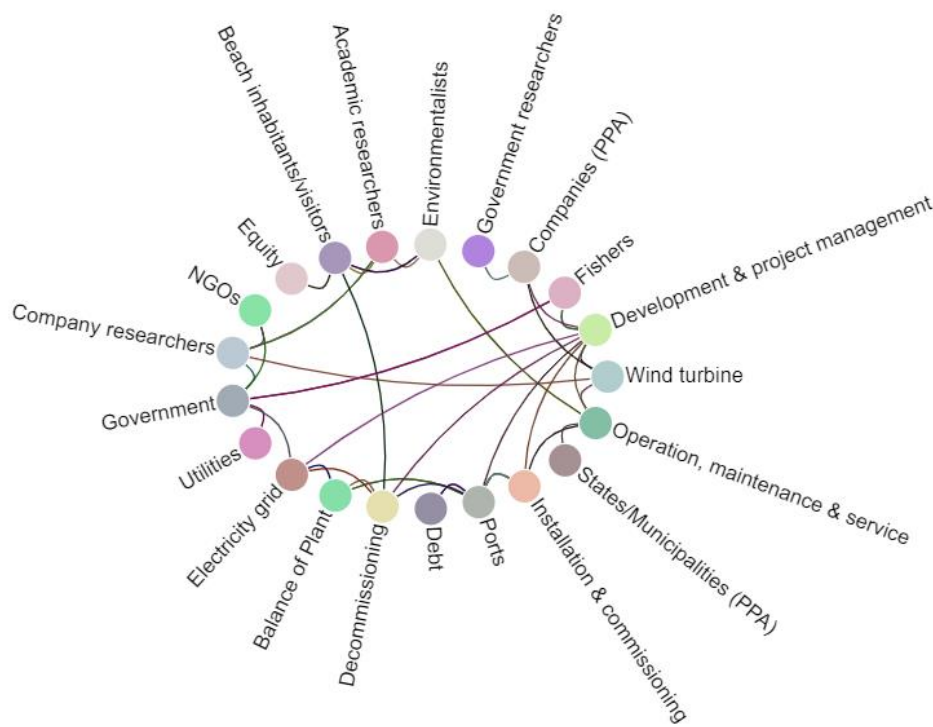 Beach inhabitants/visitors
Academic researchers
Environmentalists
Government researchers
Companies (PPA)
Fishers
Development & project management
Wind turbine
Operation, maintenance & service
States/Municipalities (PPA)
Installation & commissioning
Ports
Debt
Decommissioning
Balance of Plant
Electricity grid
Utilities
Government
Company researchers
NGOs
Equity